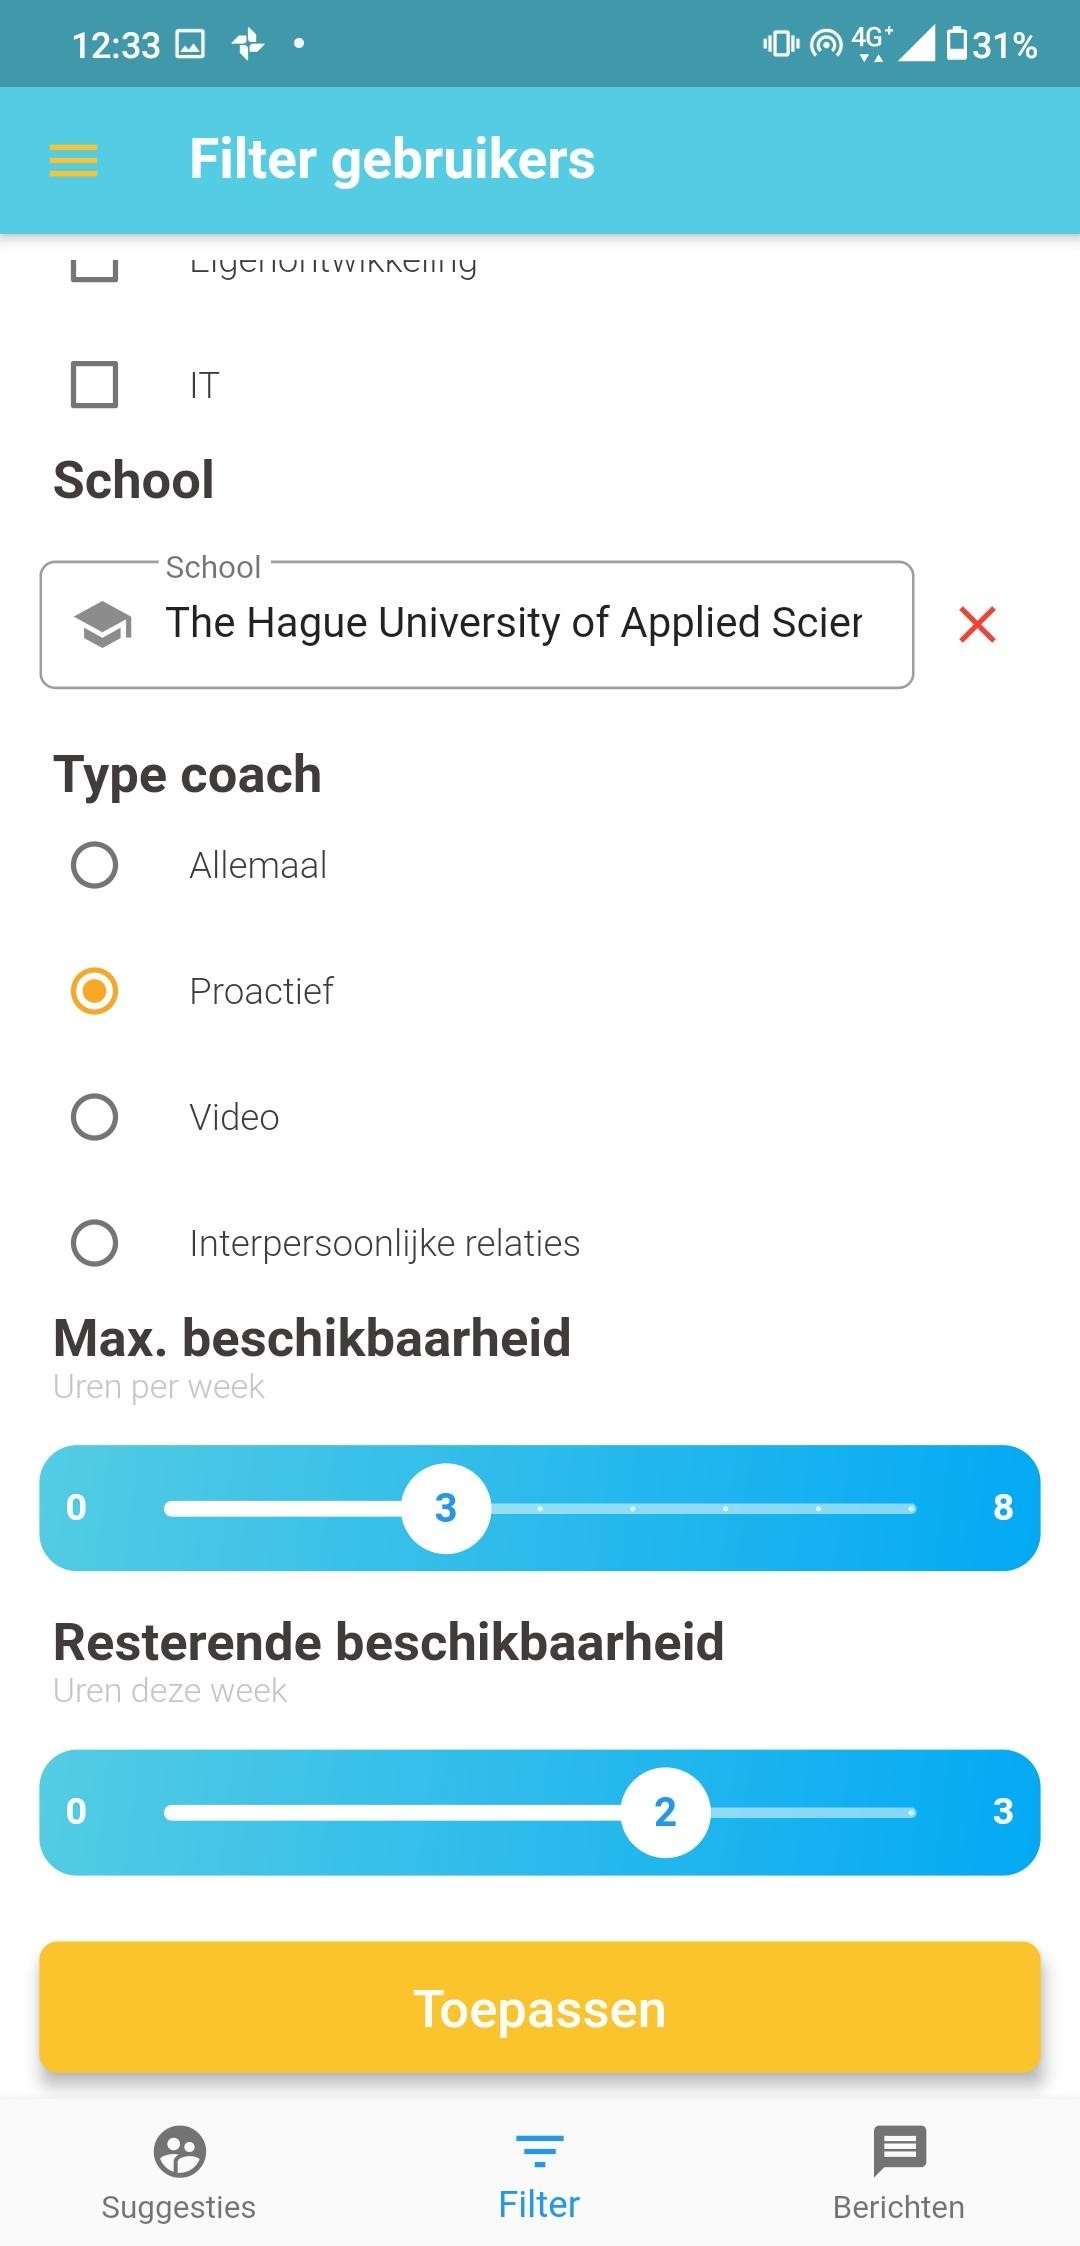 12:33
4G+
31%
Filter gebruikers
Eigenontwikkeling
IT
School
School
The Hague University of Applied Scier
Type coach
Allemaal
Proactief
Video
Interpersoonlijke relaties
Max. beschikbaarheid
Uren per week
0 3 8
Resterende beschikbaarheid
Uren deze week
0 2 3
Toepassen
Suggesties Filter Berichten